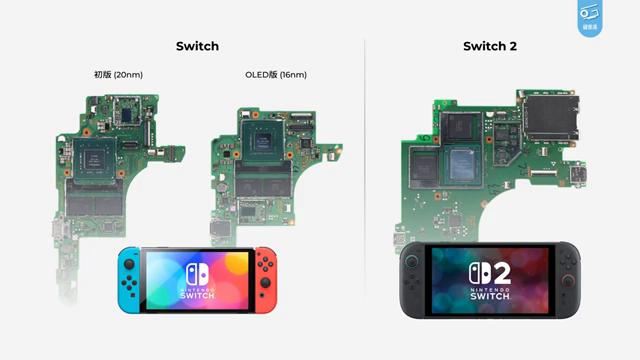 Switch
Switch 2
初版 (20nm)
OLED版 (16nm)
NINTENDO
SWITCH
2
NINTENDO
SWITCH